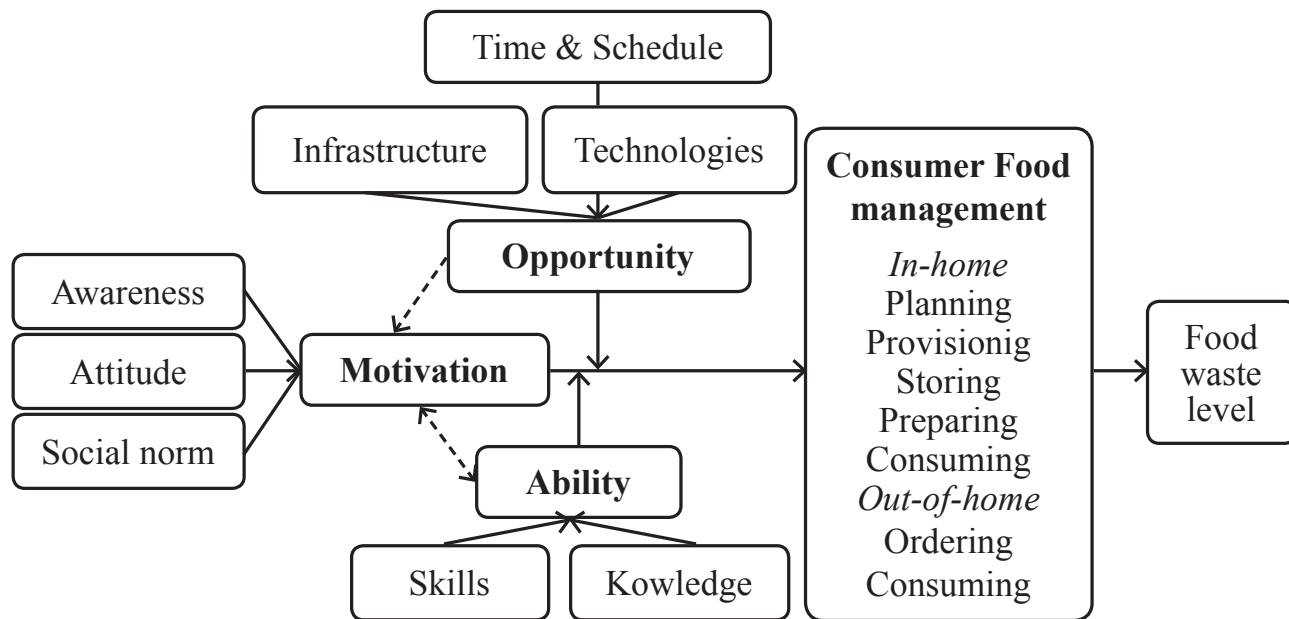 Time & Schedule
Infrastructure
Technologies
Opportunity
Awareness
Attitude
Social norm
Motivation
Ability
Skills
Kowledge
Consumer Food
management
In-home
Planning
Provisionig
Storing
Preparing
Consuming
Out-of-home
Ordering
Consuming
Food
waste
level